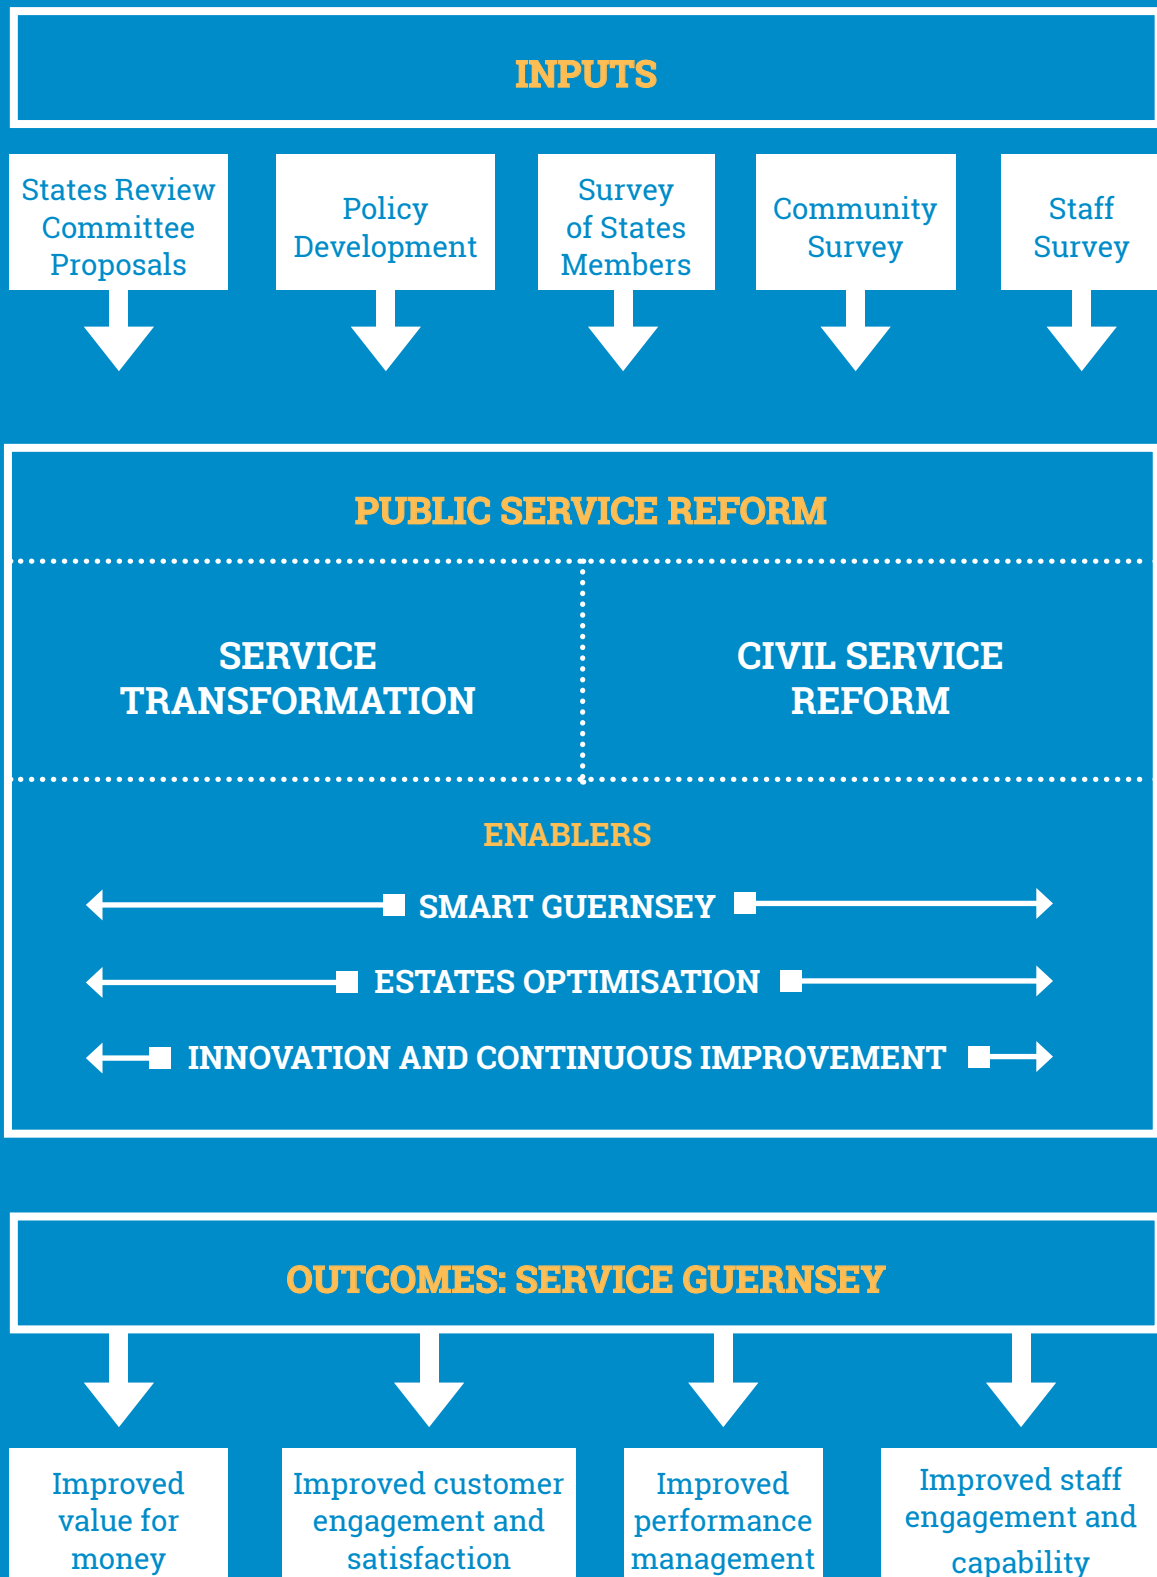 INPUTS
States Review
Committee
Proposals
Policy
Development
Survey
of States
Members
Community
Survey
Staff
Survey
PUBLIC SERVICE REFORM
SERVICE
TRANSFORMATION
CIVIL SERVICE
REFORM
ENABLERS
SMART GUERNSEY
ESTATES OPTIMISATION
INNOVATION AND CONTINUOUS IMPROVEMENT
OUTCOMES: SERVICE GUERNSEY
Improved
value for
money
Improved customer
engagement and
satisfaction
Improved
performance
management
Improved staff
engagement and
capability